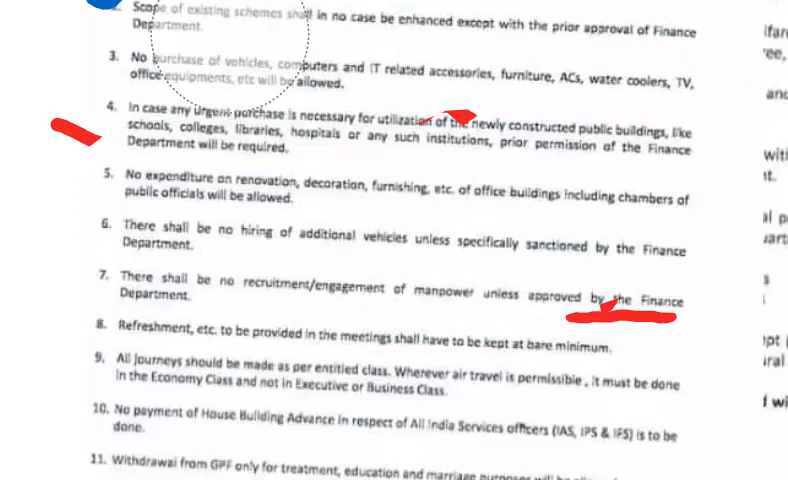 2. Scope of existing schemes shall in no case be enhanced except with the prior approval of Finance
Department.
3. No purchase of vehicles, computers and IT related accessories, furniture, ACs, water coolers, TV,
office equipments, etc will be allowed.
4. In case any urgent purchase is necessary for utilization of the newly constructed public buildings, like
schools, colleges, libraries, hospitals or any such institutions, prior permission of the Finance
Department will be required.
5. No expenditure on renovation, decoration, furnishing, etc. of office buildings including chambers of
public officials will be allowed.
6. There shall be no hiring of additional vehicles unless specifically sanctioned by the Finance
Department.
7. There shall be no recruitment/engagement of manpower unless approved by the Finance
Department.
8. Refreshment, etc. to be provided in the meetings shall have to be kept at bare minimum.
9. All Journeys should be made as per entitled class. Wherever air travel is permissible, it must be done
in the Economy Class and not in Executive or Business Class.
10. No payment of House Building Advance in respect of All India Services officers (IAS, IPS & IFS) is to be
done.
11. Withdrawal from GPF only for treatment, education and marriage purposes will be